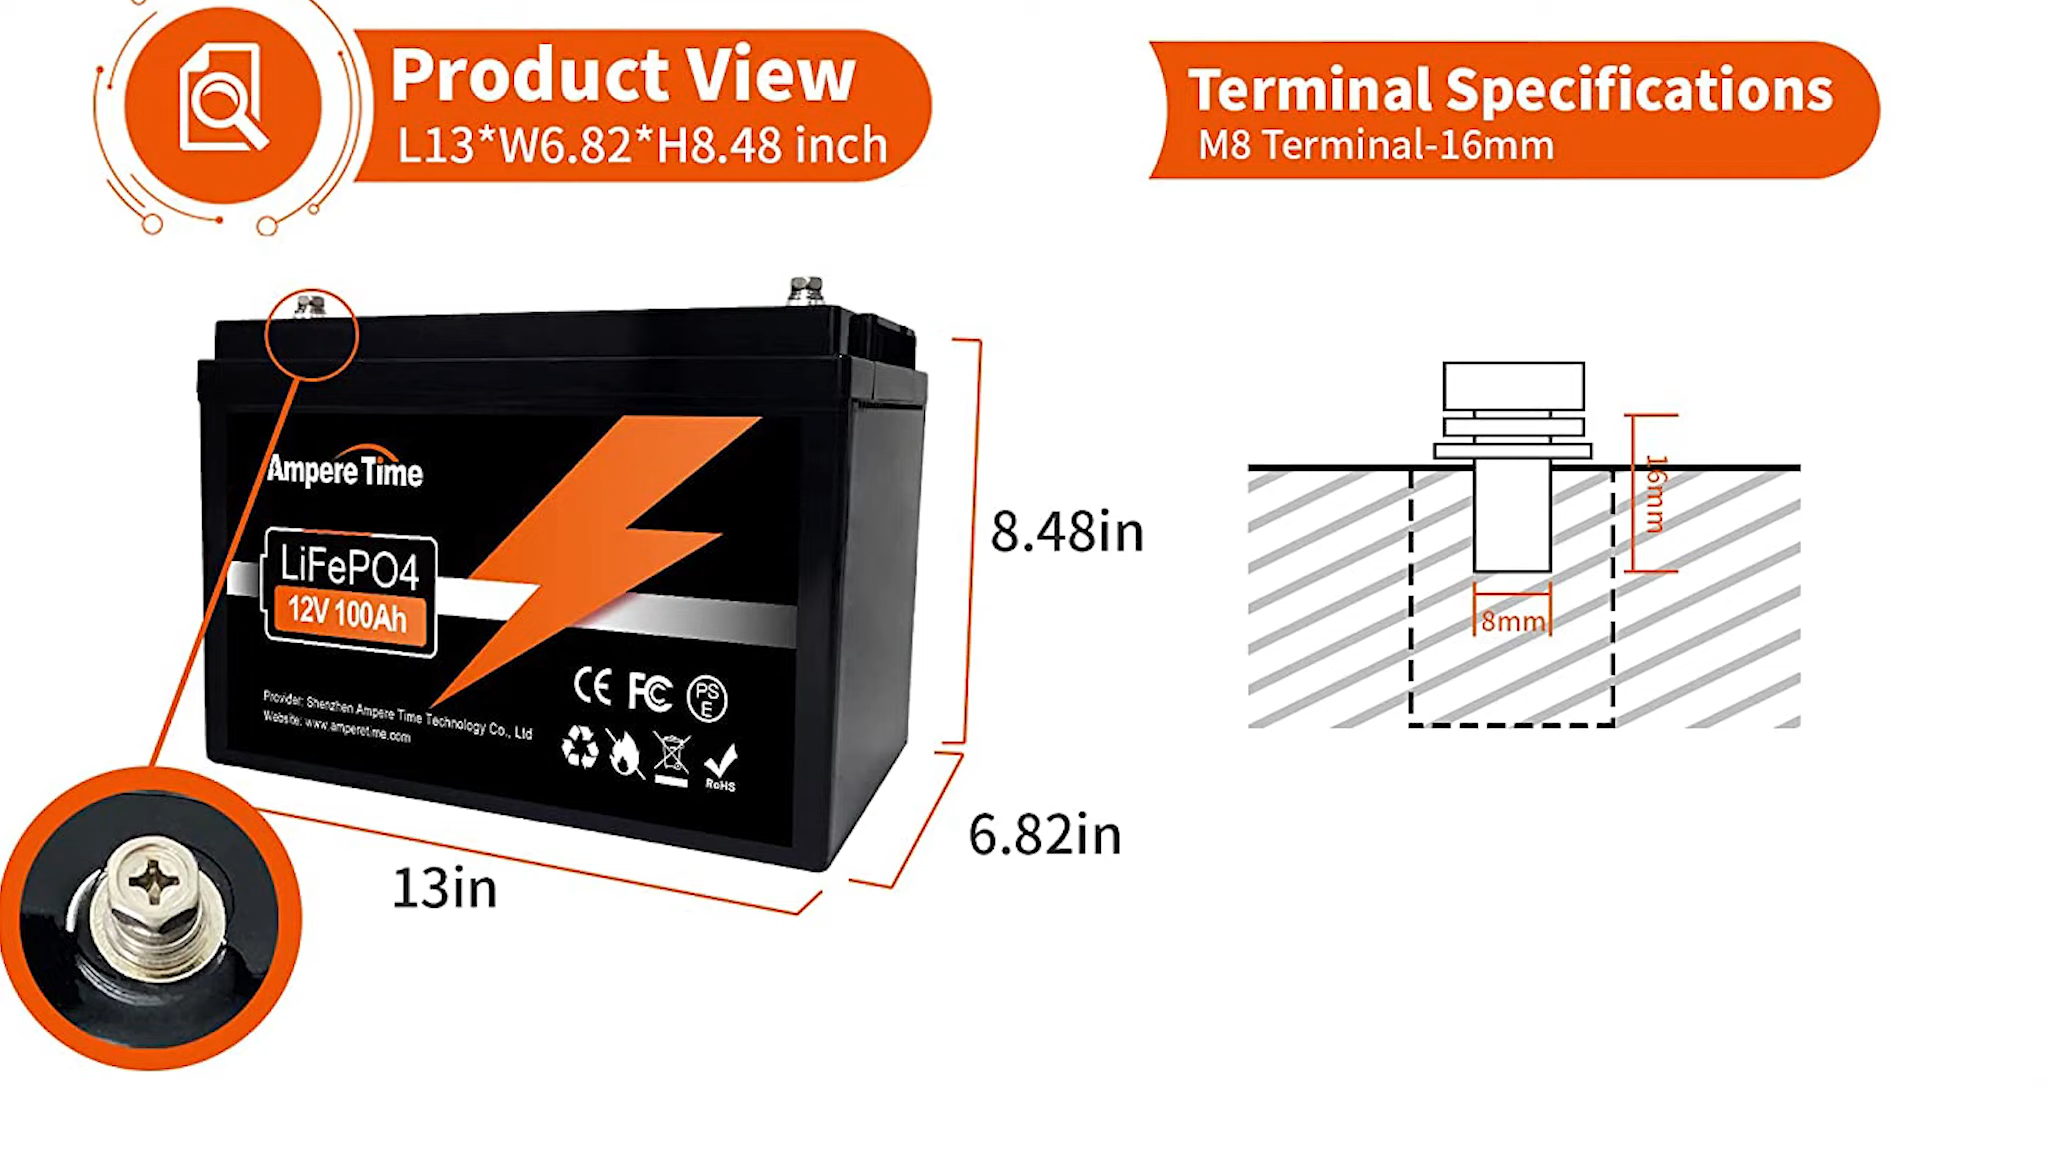 Product View
L13*W6.82*H8.48 inch
Terminal Specifications
M8 Terminal-16mm
Ampere Time
LiFePO4
12V 100Ah
Provider: Shenzhen Ampere Time Technology Co., Ltd
Website: www.amperetime.com
CE FC PS
E
RoHS
8.48in
6.82in
13in
16mm
8mm